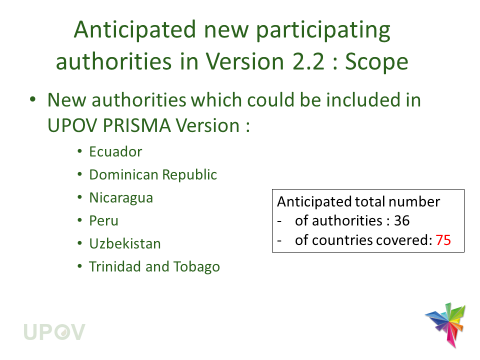 Anticipated new participating
authorities in Version 2.2 : Scope
• New authorities which could be included in
UPOV PRISMA Version :
• Ecuador
• Dominican Republic
• Nicaragua
• Peru
• Uzbekistan
• Trinidad and Tobago
Anticipated total number
- of authorities : 36
- of countries covered: 75
UPOV